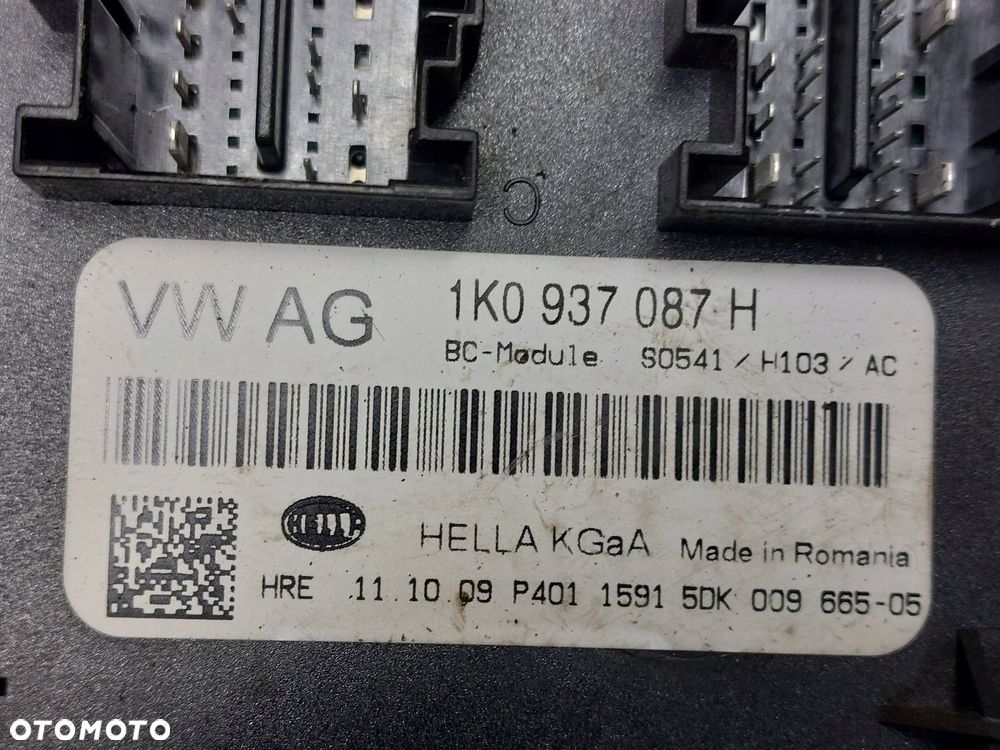 C
VW AG 1K0 937 087 H
BC-Module S0541 / H103 / AC
HELLA
HELLA KGaA Made in Romania
HRE 11.10.09 P401 1591 5DK 009 665-05
OTOMOTO